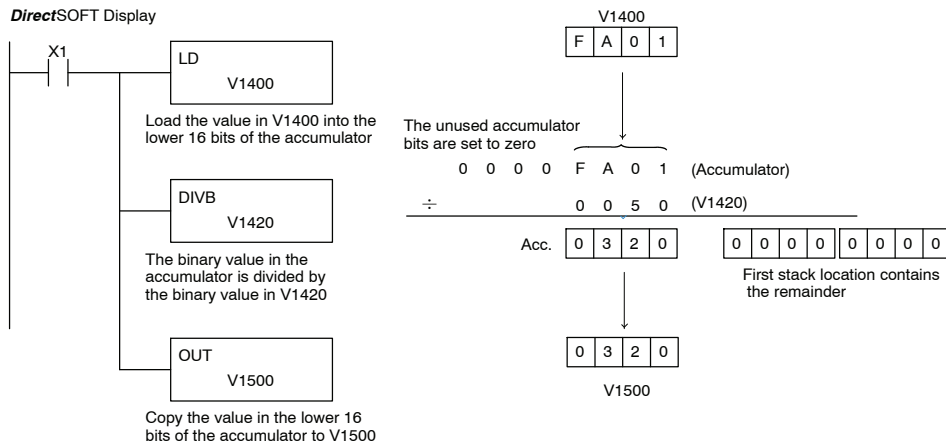 DirectSOFT Display
X1
LD
V1400
Load the value in V1400 into the
lower 16 bits of the accumulator
DIVB
V1420
The binary value in the
accumulator is divided by
the binary value in V1420
OUT
V1500
Copy the value in the lower 16
bits of the accumulator to V1500
V1400
F A 0 1
The unused accumulator
bits are set to zero
0 0 0 0 F A 0 1 (Accumulator)
÷ 0 0 5 0 (V1420)
Acc. 0 3 2 0 0 0 0 0 0 0 0 0
First stack location contains
the remainder
0 3 2 0
V1500